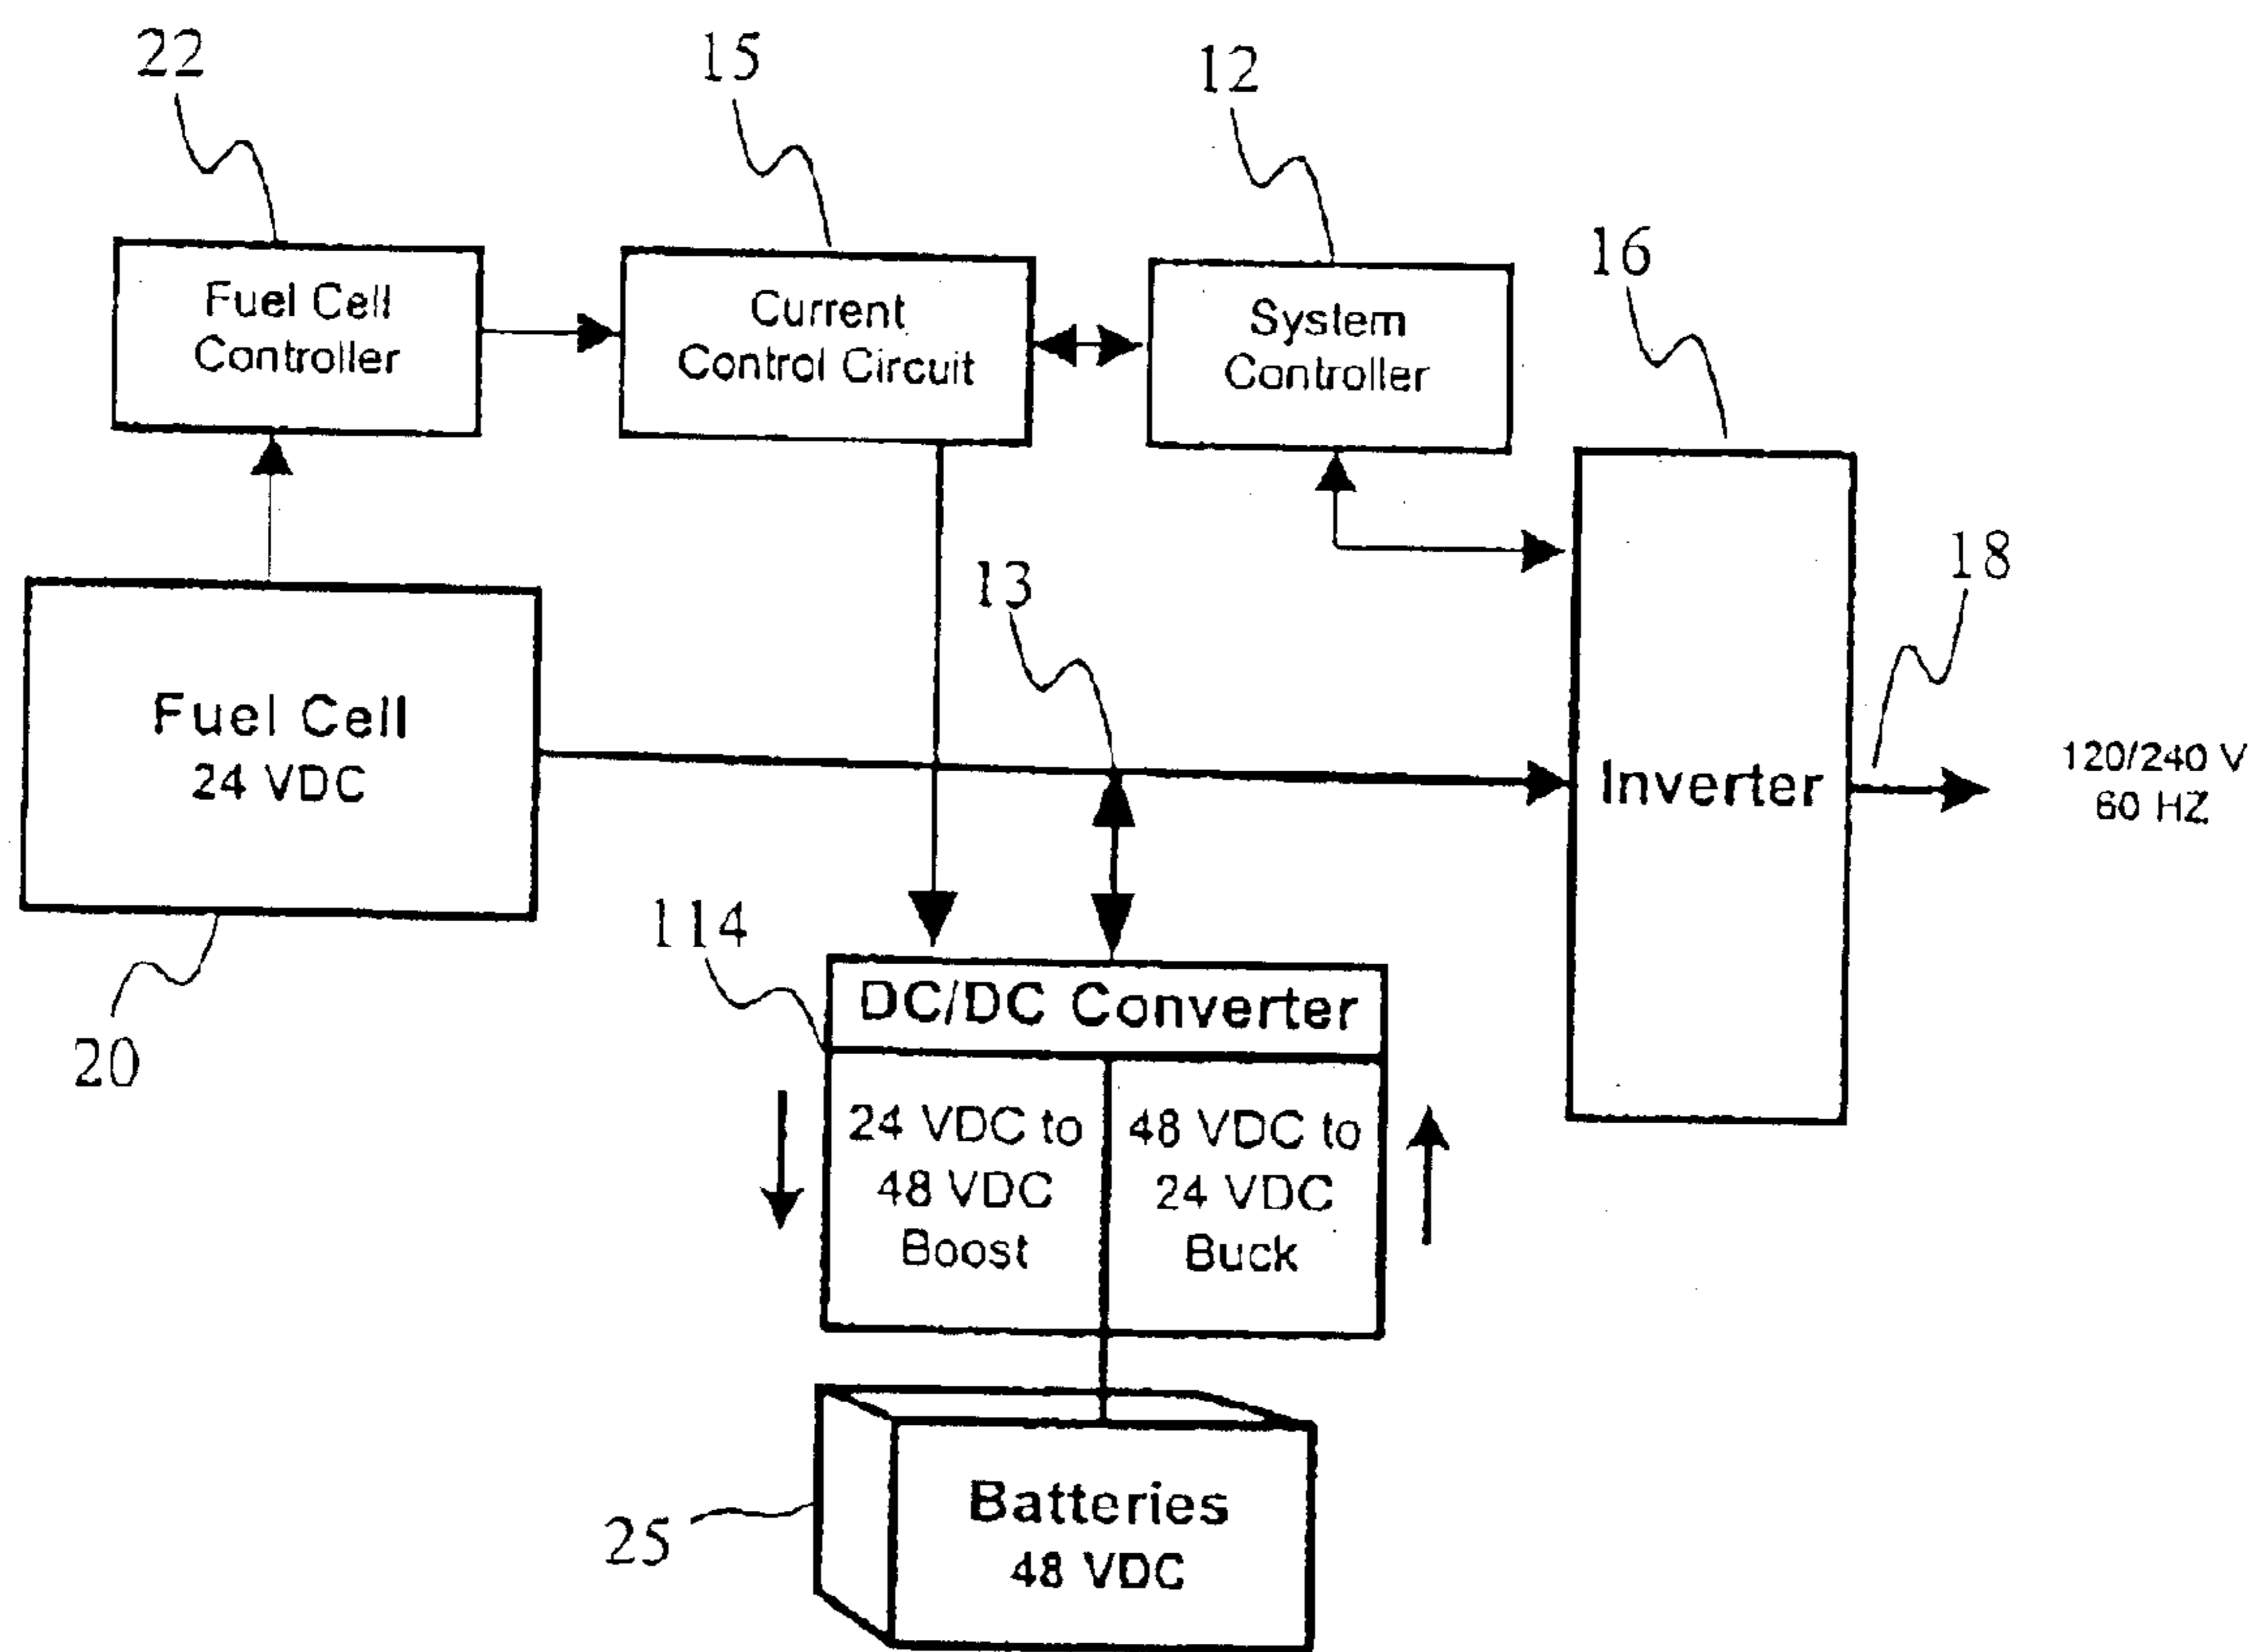 22
15
12
16
Fuel Cell
Controller
Current
Control Circuit
System
Controller
18
13
Fuel Cell
24 VDC
Inverter
120/240 V
60 HZ
114
20
DC/DC Converter
24 VDC to
48 VDC
Boost
48 VDC to
24 VDC
Buck
25
Batteries
48 VDC